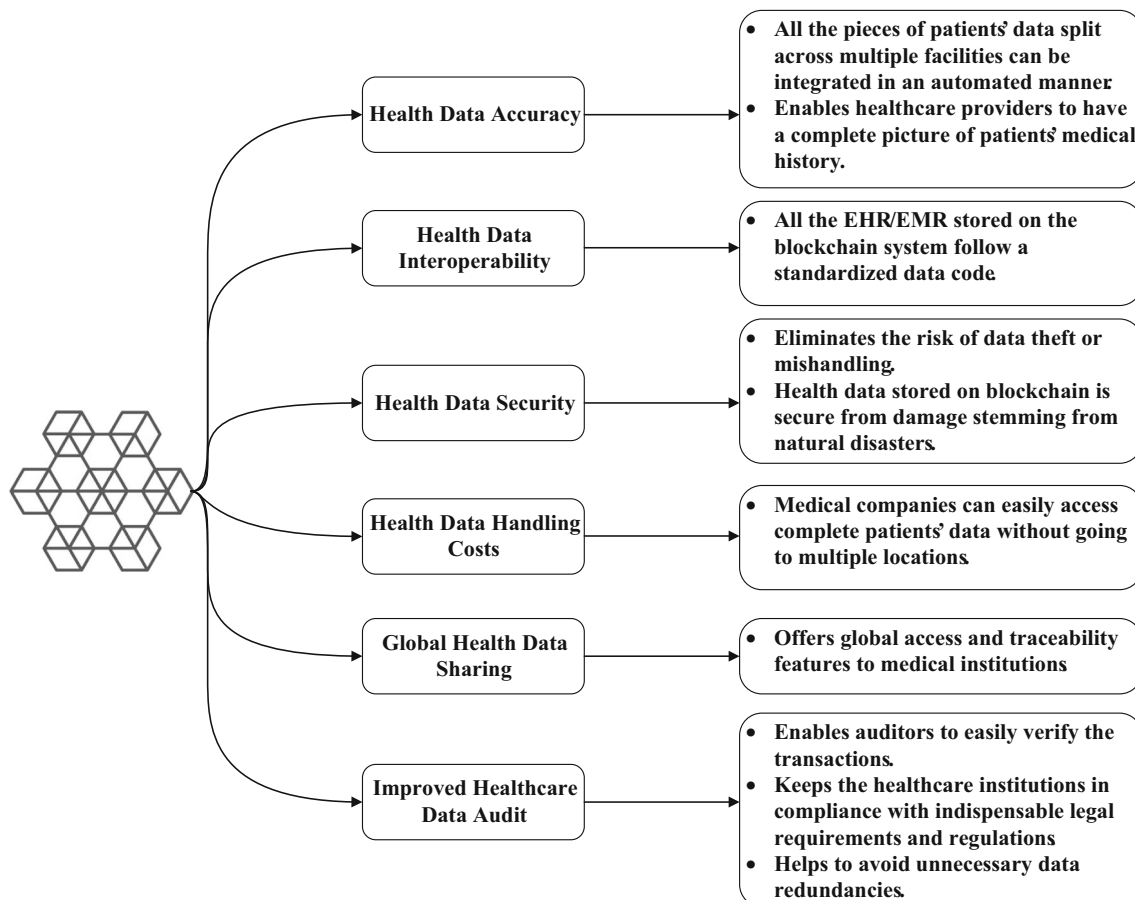 Health Data Accuracy
• All the pieces of patients' data split
across multiple facilities can be
integrated in an automated manner.
• Enables healthcare providers to have
a complete picture of patients' medical
history.
Health Data
Interoperability
• All the EHR/EMR stored on the
blockchain system follow a
standardized data code.
Health Data Security
• Eliminates the risk of data theft or
mishandling.
• Health data stored on blockchain is
secure from damage stemming from
natural disasters.
Health Data Handling
Costs
• Medical companies can easily access
complete patients' data without going
to multiple locations.
Global Health Data
Sharing
• Offers global access and traceability
features to medical institutions.
Improved Healthcare
Data Audit
• Enables auditors to easily verify the
transactions.
• Keeps the healthcare institutions in
compliance with indispensable legal
requirements and regulations.
• Helps to avoid unnecessary data
redundancies.